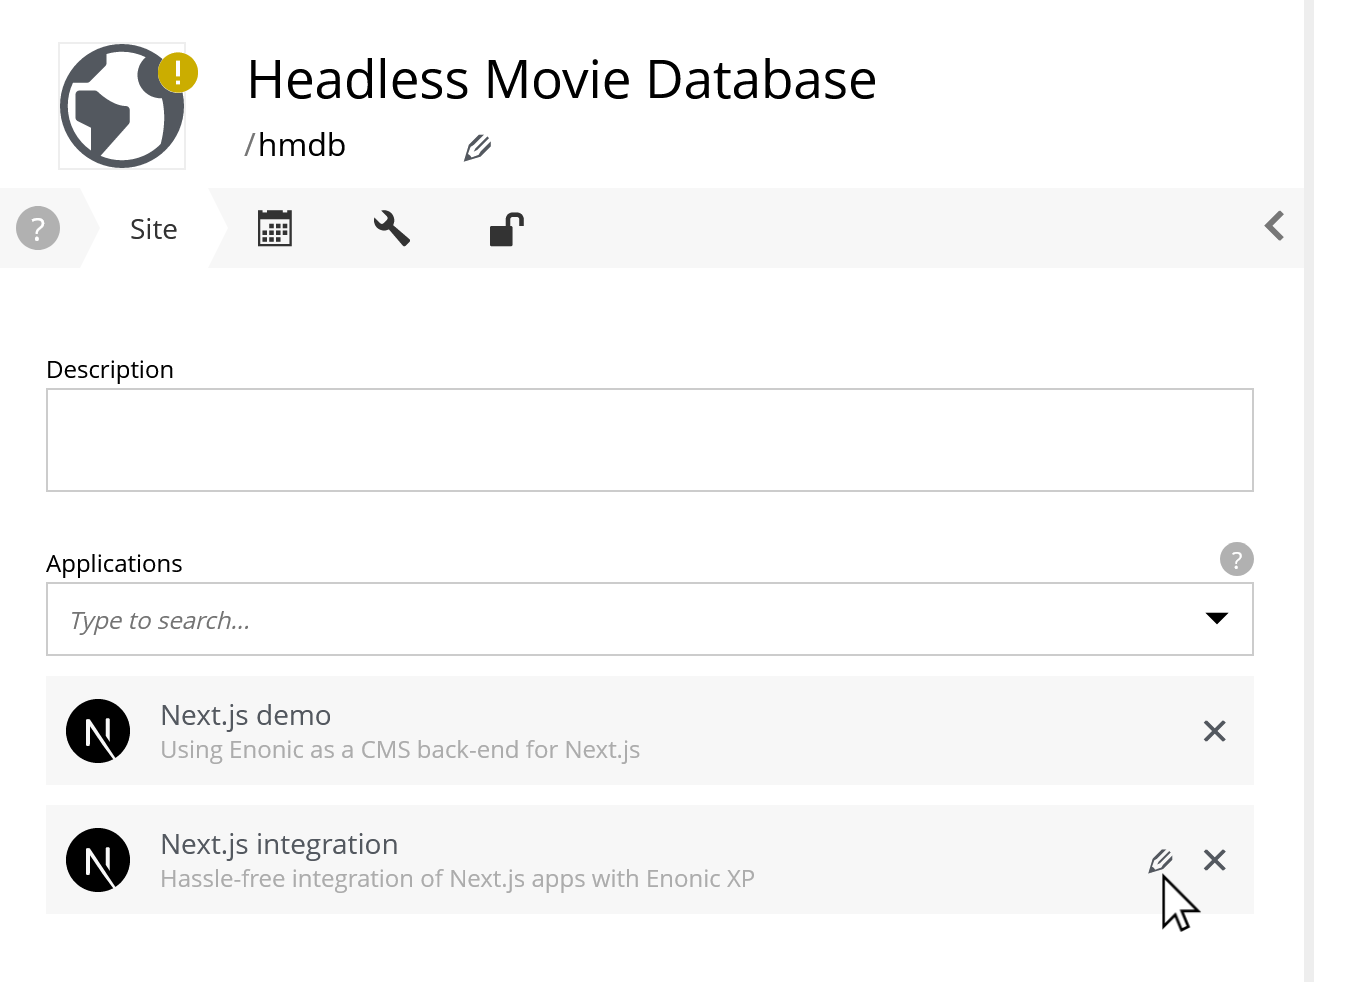 Headless Movie Database
/hmdb
!
?
Site
Description
Applications
?
Type to search...
N
Next.js demo
Using Enonic as a CMS back-end for Next.js
N
Next.js integration
Hassle-free integration of Next.js apps with Enonic XP